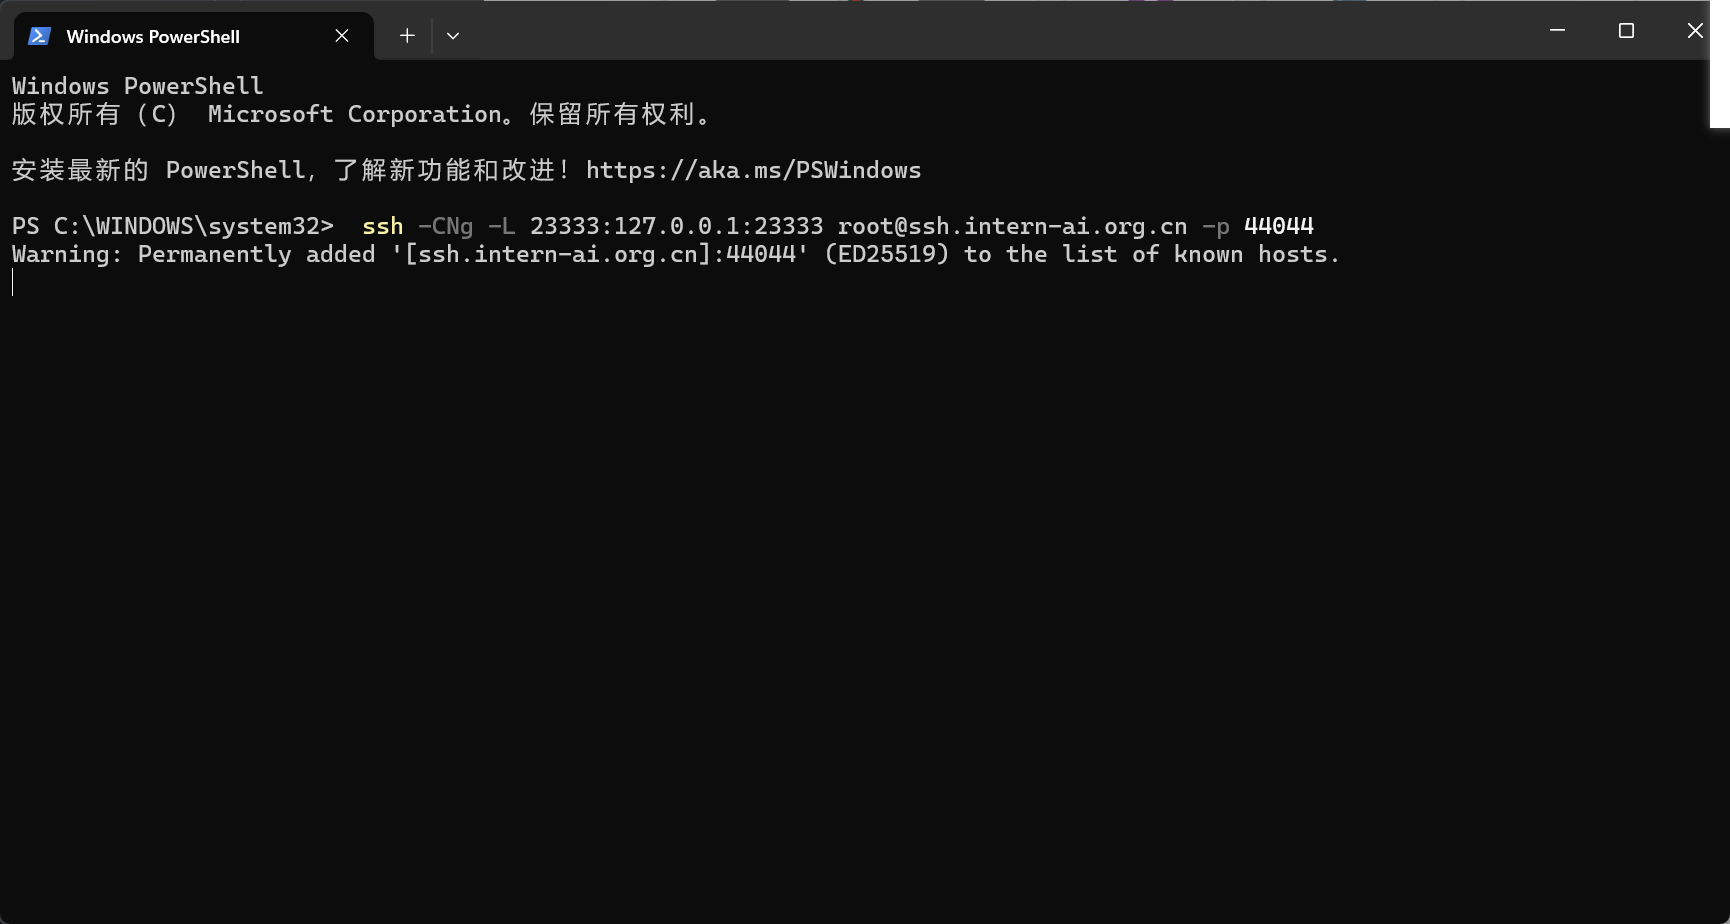 Windows PowerShell
Windows PowerShell
版权所有 (C) Microsoft Corporation。保留所有权利。
安装最新的 PowerShell，了解新功能和改进！https://aka.ms/PSWindows
PS C:\WINDOWS\system32>  ssh -CNg -L 23333:127.0.0.1:23333 root@ssh.intern-ai.org.cn -p 44044
Warning: Permanently added '[ssh.intern-ai.org.cn]:44044' (ED25519) to the list of known hosts.